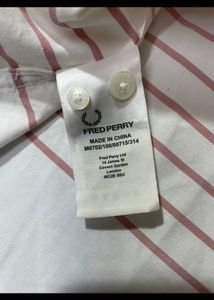 FRED PERRY
MADE IN CHINA
M6702/100/00715/314
Fred Perry Ltd
14 James St
Covent Garden
London
WC2E 8BU